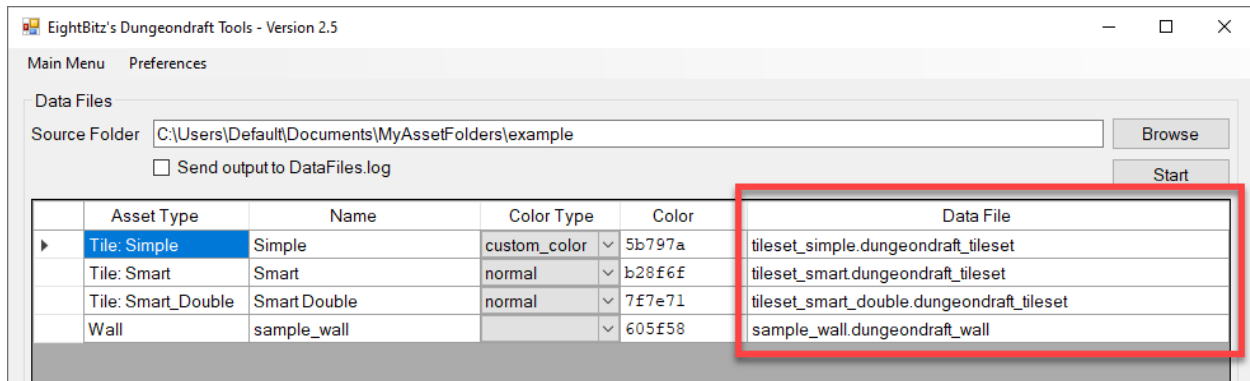 EightBitz's Dungeondraft Tools - Version 2.5
Main Menu Preferences
Data Files
Source Folder C:\Users\Default\Documents\MyAssetFolders\example Browse
Send output to DataFiles.log Start
Asset Type Name Color Type Color Data File
Tile: Simple Simple custom_color 5b797a tileset_simple.dungeondraft_tileset
Tile: Smart Smart normal b28f6f tileset_smart.dungeondraft_tileset
Tile: Smart_Double Smart Double normal 7f7e71 tileset_smart_double.dungeondraft_tileset
Wall sample_wall 605f58 sample_wall.dungeondraft_wall